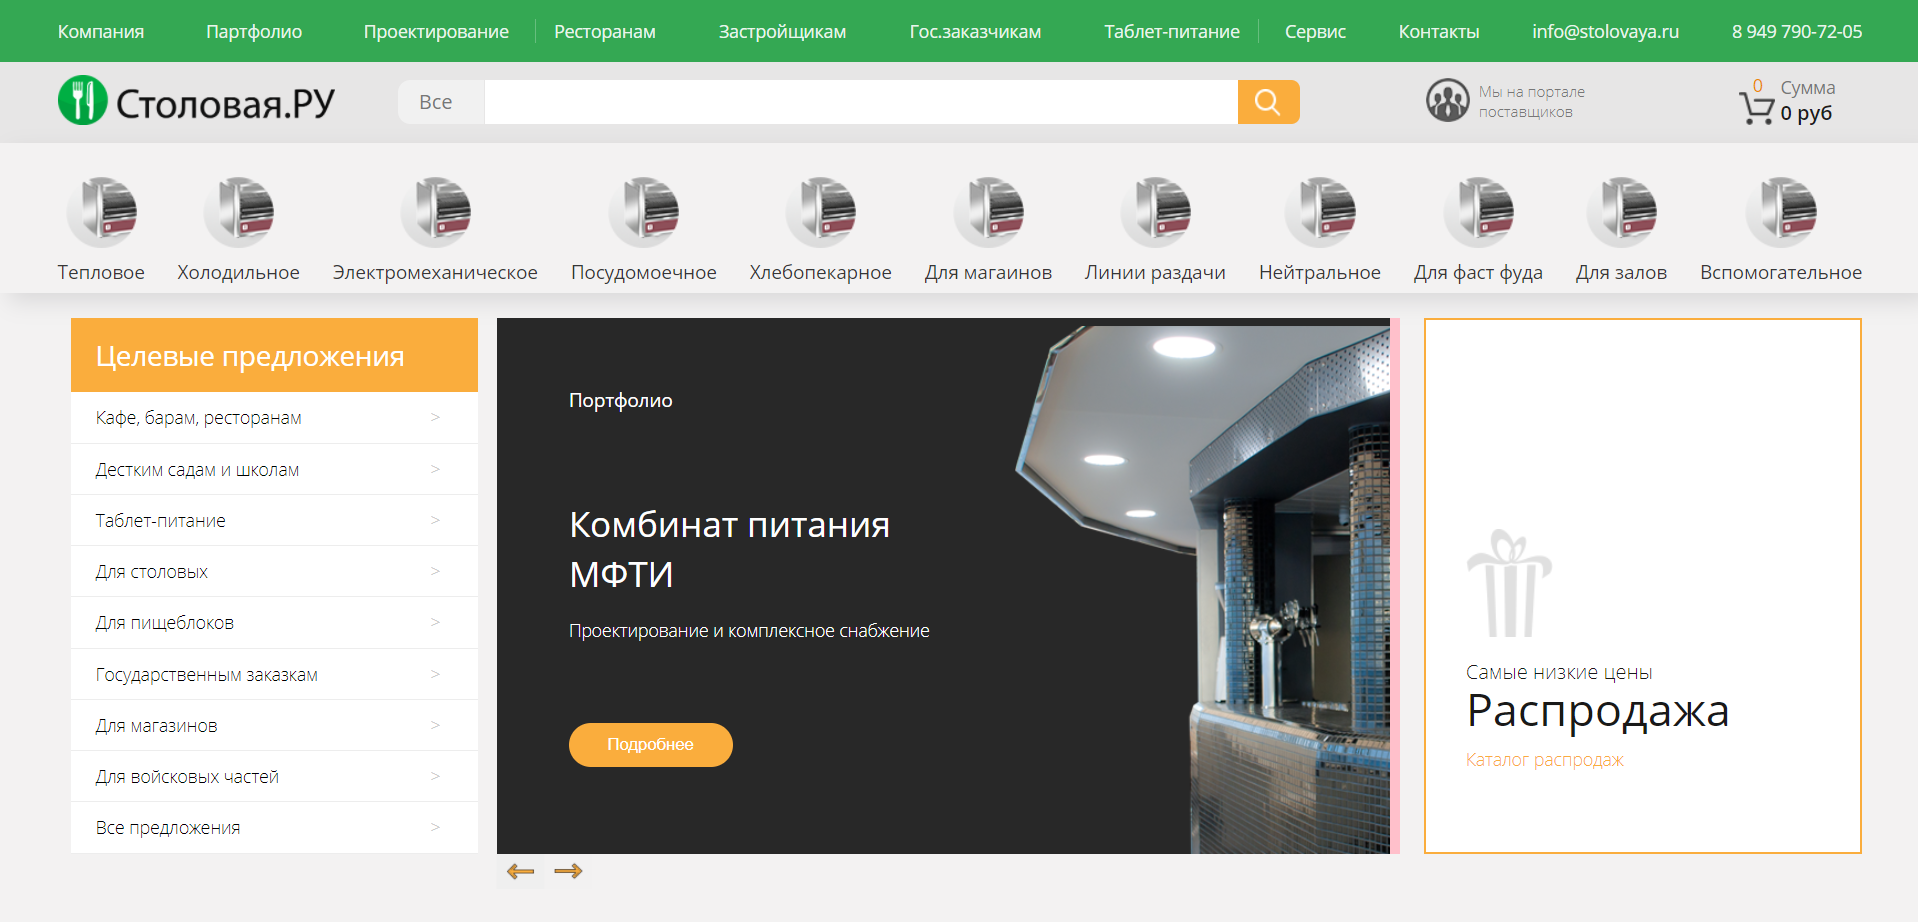 Компания Портфолио Проектирование Ресторанам Застройщикам Гос.заказчикам Таблет-питание Сервис Контакты info@stolovaya.ru 8 949 790-72-05
Столовая.РУ
Все
Мы на портале
поставщиков
0 Сумма
0 руб
Тепловое Холодильное Электромеханическое Посудомоечное Хлебопекарное Для магаинов Линии раздачи Нейтральное Для фаст фуда Для залов Вспомогательное
Целевые предложения
Кафе, барам, ресторанам >
Дестким садам и школам >
Таблет-питание >
Для столовых >
Для пищеблоков >
Государственным заказкам >
Для магазинов >
Для войсковых частей >
Все предложения >
Портфолио
Комбинат питания
МФТИ
Проектирование и комплексное снабжение
Подробнее
Самые низкие цены
Распродажа
Каталог распродаж